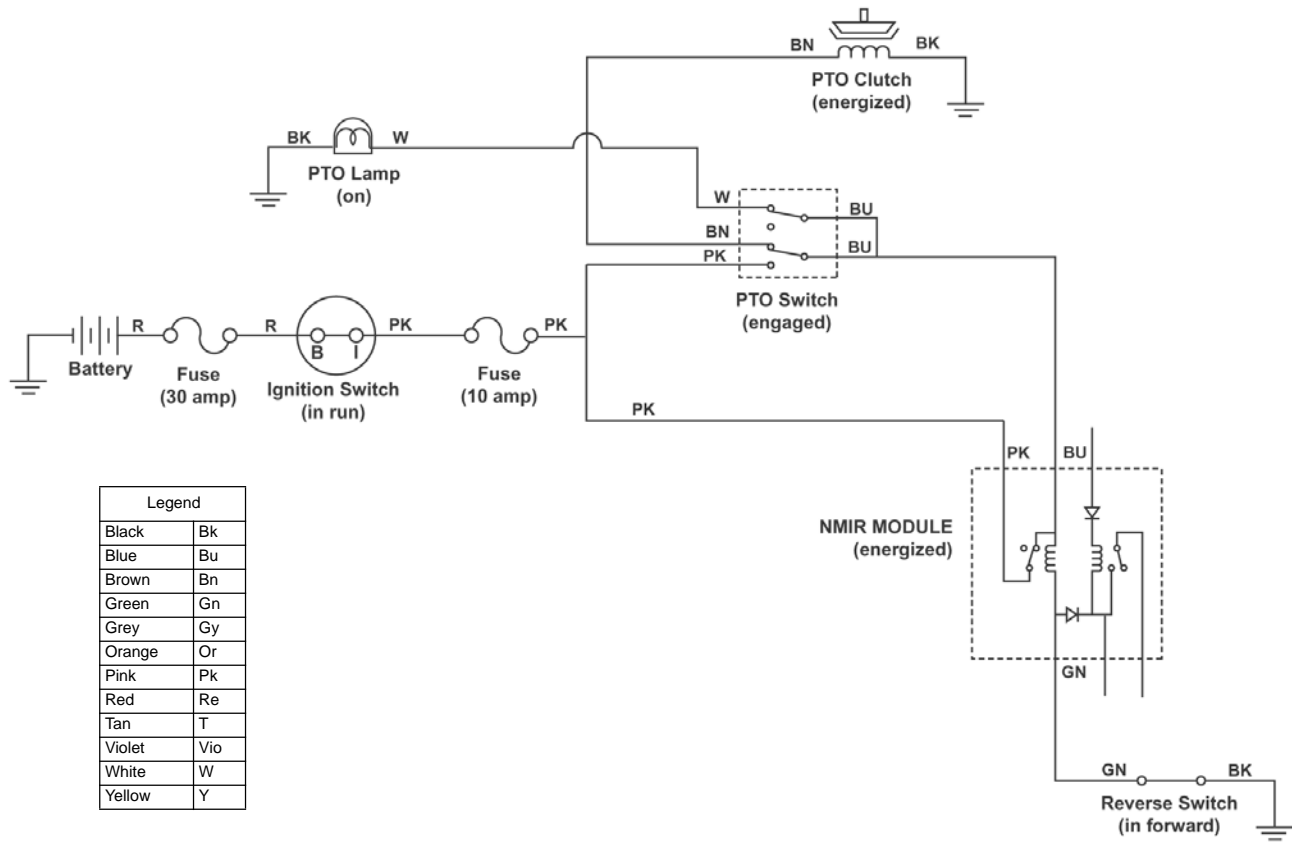 BN
BK
PTO Clutch
(energized)
BK
W
PTO Lamp
(on)
W
BU
BN
BU
PK
PTO Switch
(engaged)
R
R
PK
PK
B
I
Battery
Fuse
(30 amp)
Ignition Switch
(in run)
Fuse
(10 amp)
PK
PK
BU
NMIR MODULE
(energized)
GN
GN
BK
Reverse Switch
(in forward)
Legend
Black Bk
Blue Bu
Brown Bn
Green Gn
Grey Gy
Orange Or
Pink Pk
Red Re
Tan T
Violet Vio
White W
Yellow Y